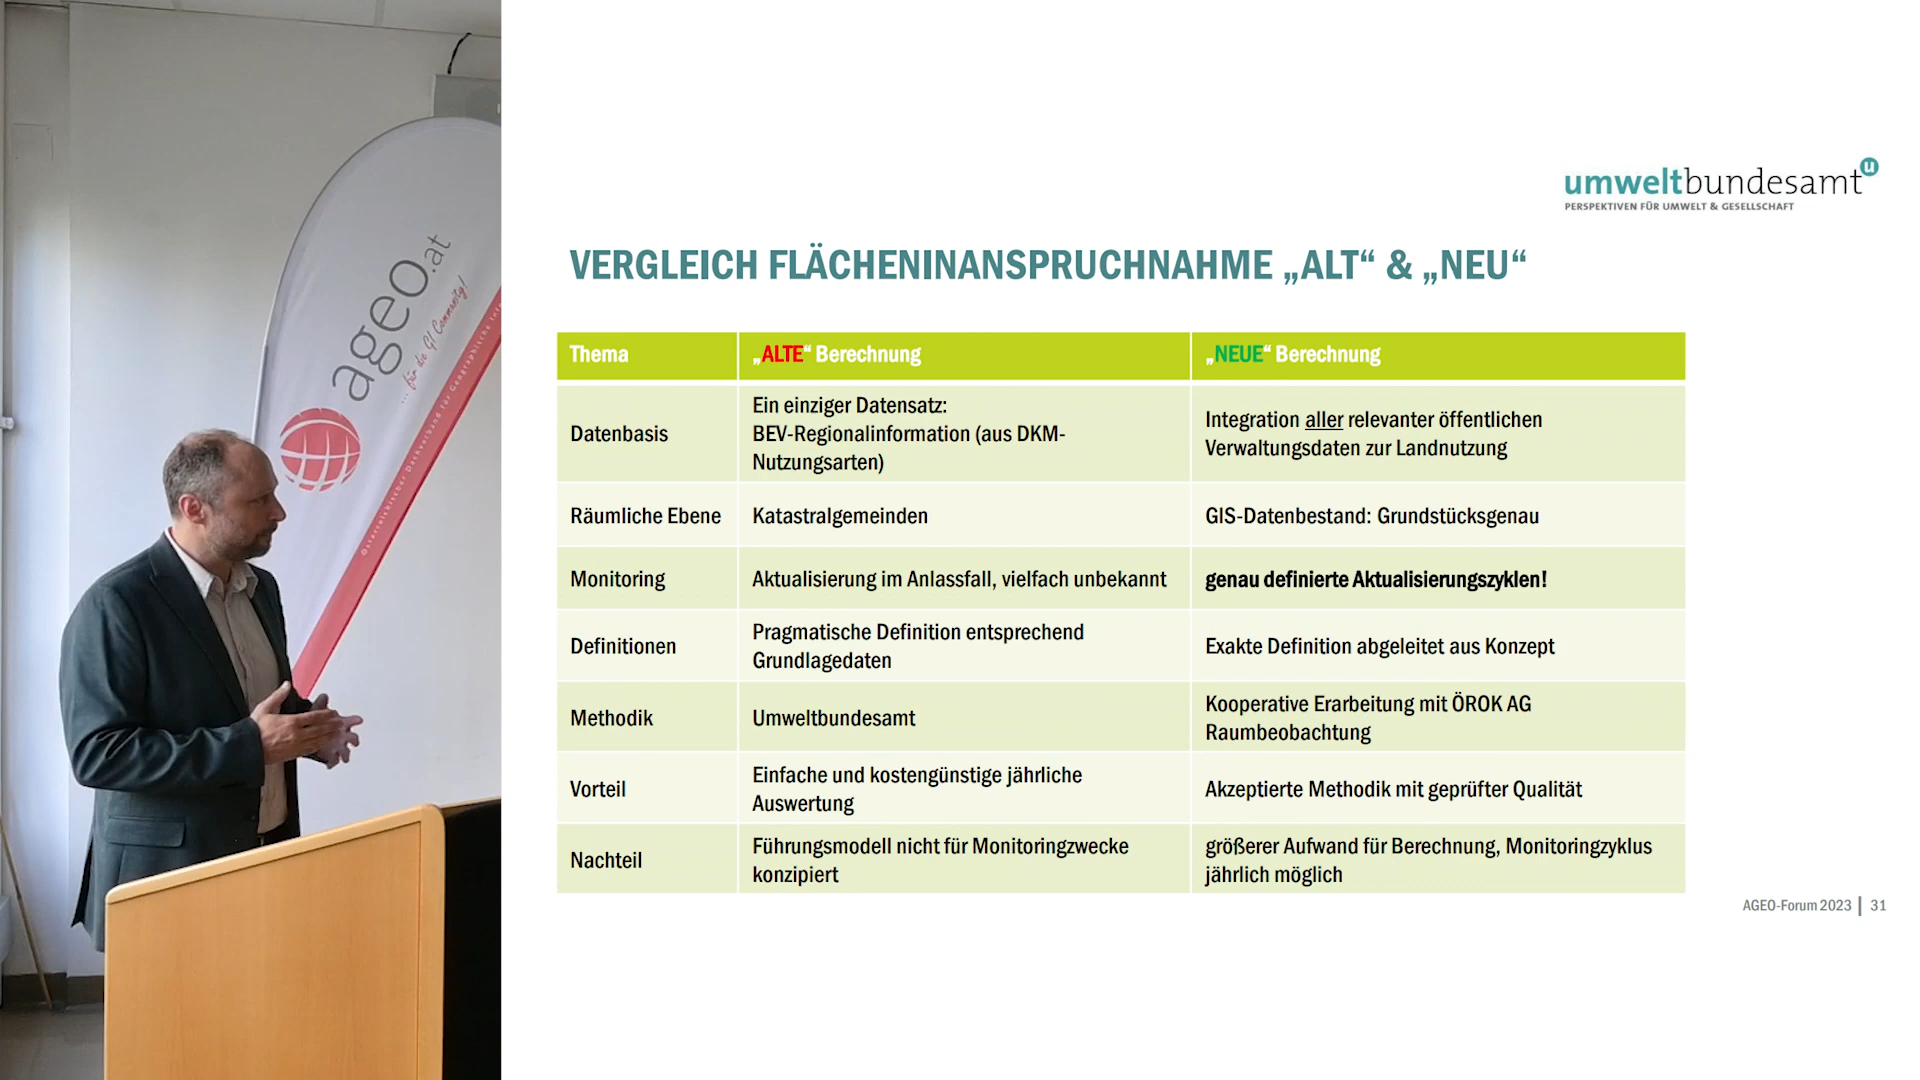 ageo.at
... für die GI Community!
Österreichischer Dachverband für Geographische Inf
umweltbundesamt
u
PERSPEKTIVEN FÜR UMWELT & GESELLSCHAFT
VERGLEICH FLÄCHENINANSPRUCHNAHME „ALT“ & „NEU“
Thema
„ALTE“ Berechnung
„NEUE“ Berechnung
Datenbasis
Ein einziger Datensatz:
BEV-Regionalinformation (aus DKM-
Nutzungsarten)
Integration aller relevanter öffentlichen
Verwaltungsdaten zur Landnutzung
Räumliche Ebene
Katastralgemeinden
GIS-Datenbestand: Grundstücksgenau
Monitoring
Aktualisierung im Anlassfall, vielfach unbekannt
genau definierte Aktualisierungszyklen!
Definitionen
Pragmatische Definition entsprechend
Grundlagedaten
Exakte Definition abgeleitet aus Konzept
Methodik
Umweltbundesamt
Kooperative Erarbeitung mit ÖROK AG
Raumbeobachtung
Vorteil
Einfache und kostengünstige jährliche
Auswertung
Akzeptierte Methodik mit geprüfter Qualität
Nachteil
Führungsmodell nicht für Monitoringzwecke
konzipiert
größerer Aufwand für Berechnung, Monitoringzyklus
jährlich möglich
AGEO-Forum 2023 | 31